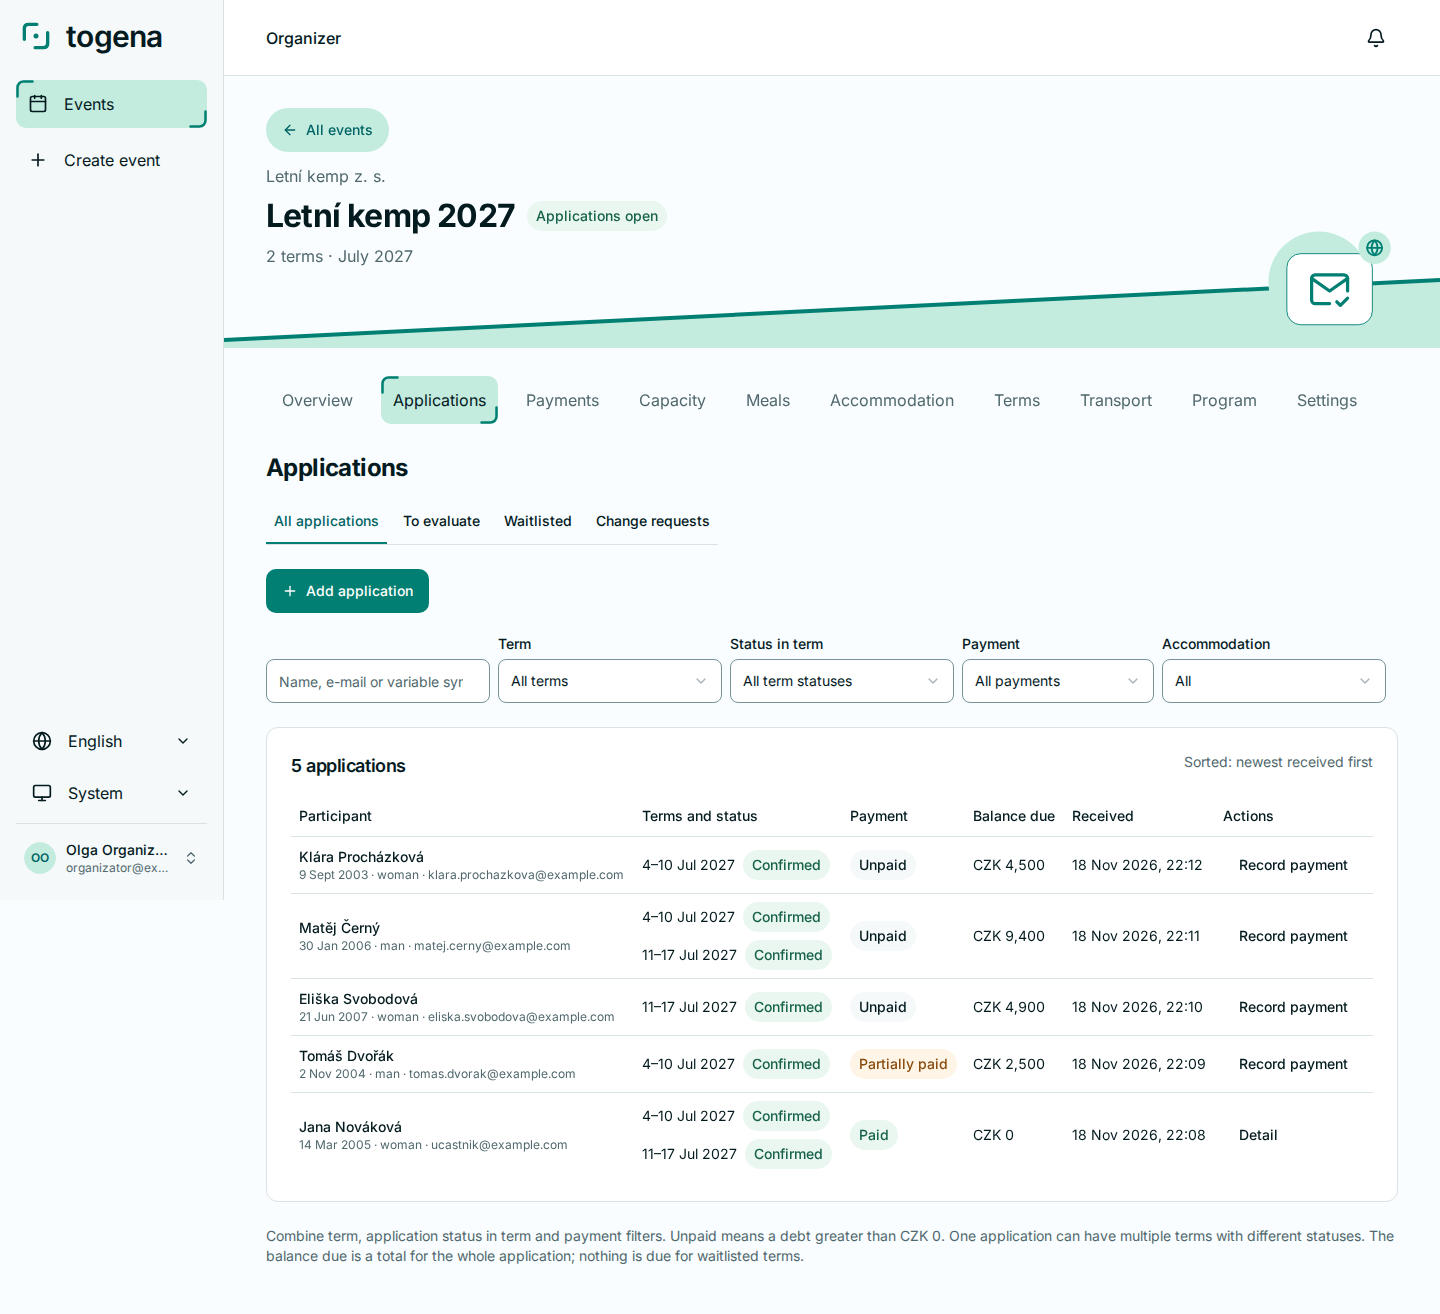 togena
Organizer
Events
Create event
All events
Letní kemp z. s.
Letní kemp 2027 Applications open
2 terms · July 2027
Overview Applications Payments Capacity Meals Accommodation Terms Transport Program Settings
Applications
All applications To evaluate Waitlisted Change requests
Add application
Term Status in term Payment Accommodation
Name, e-mail or variable syr All terms All term statuses All payments All
5 applications Sorted: newest received first
Participant Terms and status Payment Balance due Received Actions
Klára Procházková
9 Sept 2003 · woman · klara.prochazkova@example.com
4–10 Jul 2027 Confirmed Unpaid CZK 4,500 18 Nov 2026, 22:12 Record payment
Matěj Černý
30 Jan 2006 · man · matej.cerny@example.com
4–10 Jul 2027 Confirmed
11–17 Jul 2027 Confirmed
Unpaid CZK 9,400 18 Nov 2026, 22:11 Record payment
Eliška Svobodová
21 Jun 2007 · woman · eliska.svobodova@example.com
11–17 Jul 2027 Confirmed Unpaid CZK 4,900 18 Nov 2026, 22:10 Record payment
Tomáš Dvořák
2 Nov 2004 · man · tomas.dvorak@example.com
4–10 Jul 2027 Confirmed Partially paid CZK 2,500 18 Nov 2026, 22:09 Record payment
Jana Nováková
14 Mar 2005 · woman · ucastnik@example.com
4–10 Jul 2027 Confirmed
11–17 Jul 2027 Confirmed
Paid CZK 0 18 Nov 2026, 22:08 Detail
Combine term, application status in term and payment filters. Unpaid means a debt greater than CZK 0. One application can have multiple terms with different statuses. The
balance due is a total for the whole application; nothing is due for waitlisted terms.
English
System
OO
Olga Organiz...
organizator@ex...